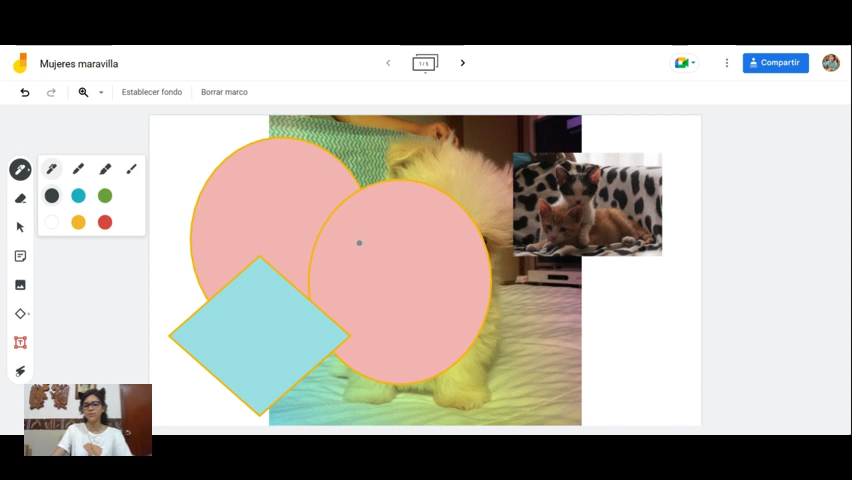 Mujeres maravilla
1/5
Compartir
Establecer fondo
Borrar marco
T